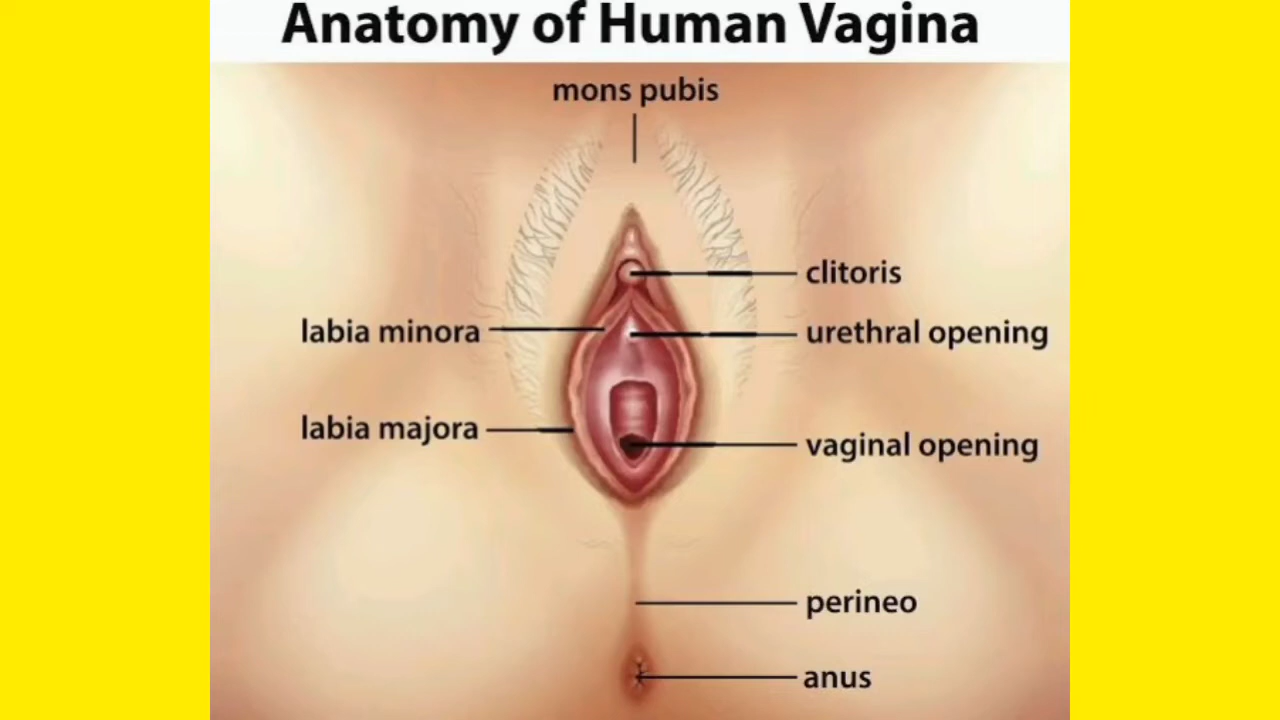 Anatomy of Human Vagina
mons pubis
clitoris
labia minora
urethral opening
labia majora
vaginal opening
perineo
anus